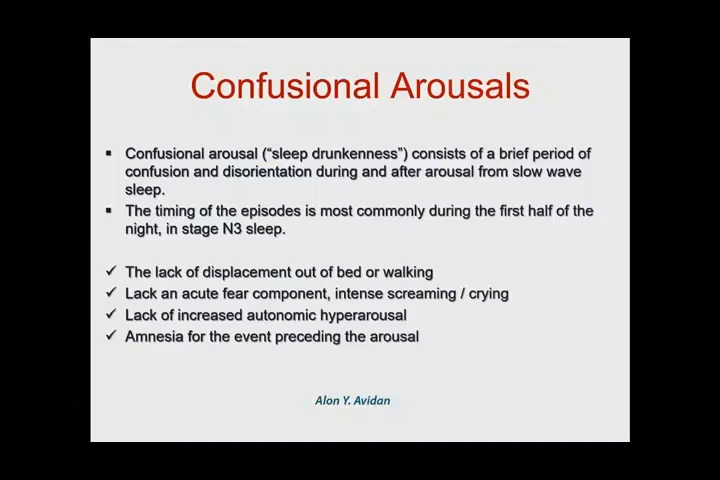 Confusional Arousals
▪ Confusional arousal (“sleep drunkenness”) consists of a brief period of
confusion and disorientation during and after arousal from slow wave
sleep.
▪ The timing of the episodes is most commonly during the first half of the
night, in stage N3 sleep.
✓ The lack of displacement out of bed or walking
✓ Lack an acute fear component, intense screaming / crying
✓ Lack of increased autonomic hyperarousal
✓ Amnesia for the event preceding the arousal
Alon Y. Avidan